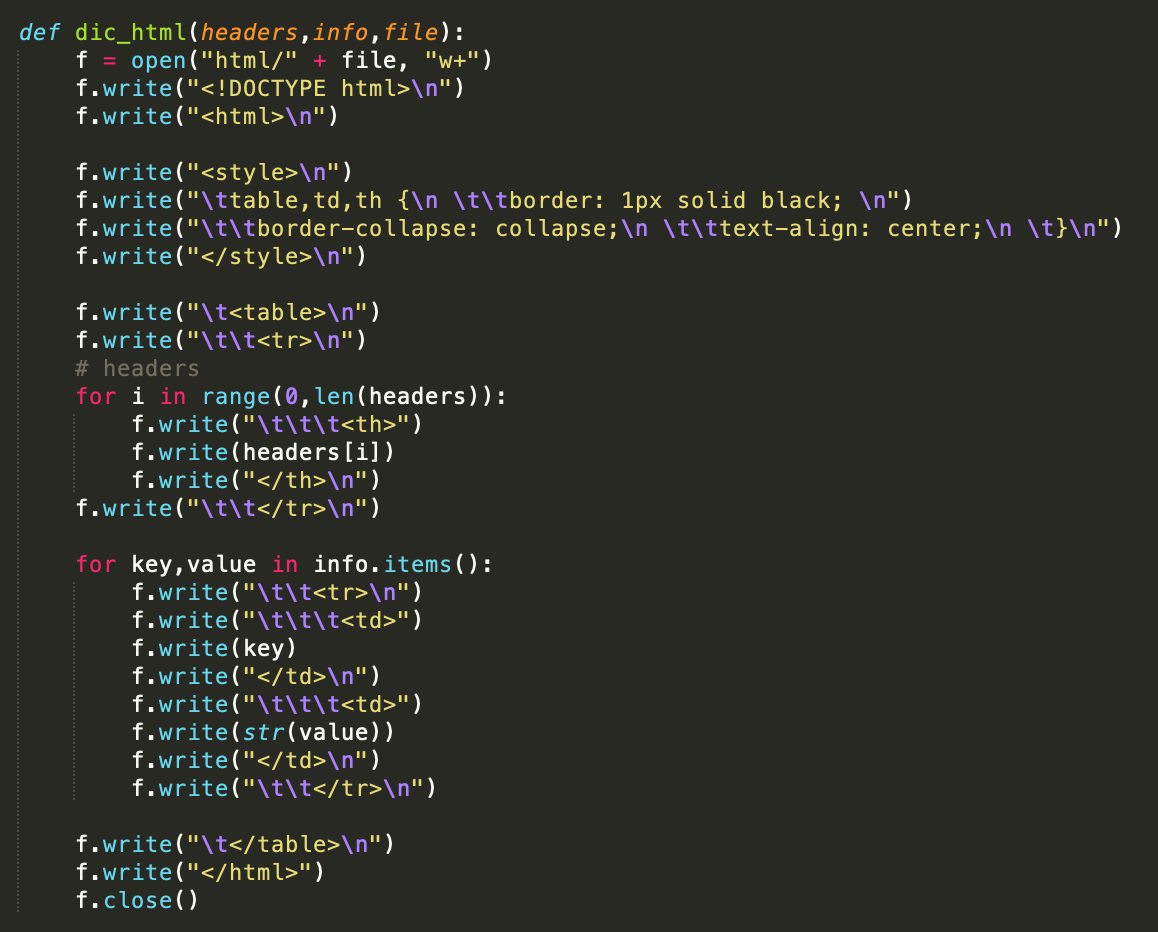 def dic_html(headers,info,file):
    f = open("html/" + file, "w+")
    f.write("<!DOCTYPE html>\n")
    f.write("<html>\n")

    f.write("<style>\n")
    f.write("\ttable,td,th {\n \t\tborder: 1px solid black; \n")
    f.write("\t\tborder-collapse: collapse;\n \t\ttext-align: center;\n \t}\n")
    f.write("</style>\n")

    f.write("\t<table>\n")
    f.write("\t\t<tr>\n")
    # headers
    for i in range(0,len(headers)):
        f.write("\t\t\t<th>")
        f.write(headers[i])
        f.write("</th>\n")
    f.write("\t\t</tr>\n")

    for key,value in info.items():
        f.write("\t\t<tr>\n")
        f.write("\t\t\t<td>")
        f.write(key)
        f.write("</td>\n")
        f.write("\t\t\t<td>")
        f.write(str(value))
        f.write("</td>\n")
        f.write("\t\t</tr>\n")

    f.write("\t</table>\n")
    f.write("</html>")
    f.close()